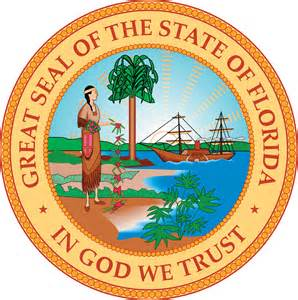 GREAT SEAL OF THE STATE OF FLORIDA
IN GOD WE TRUST